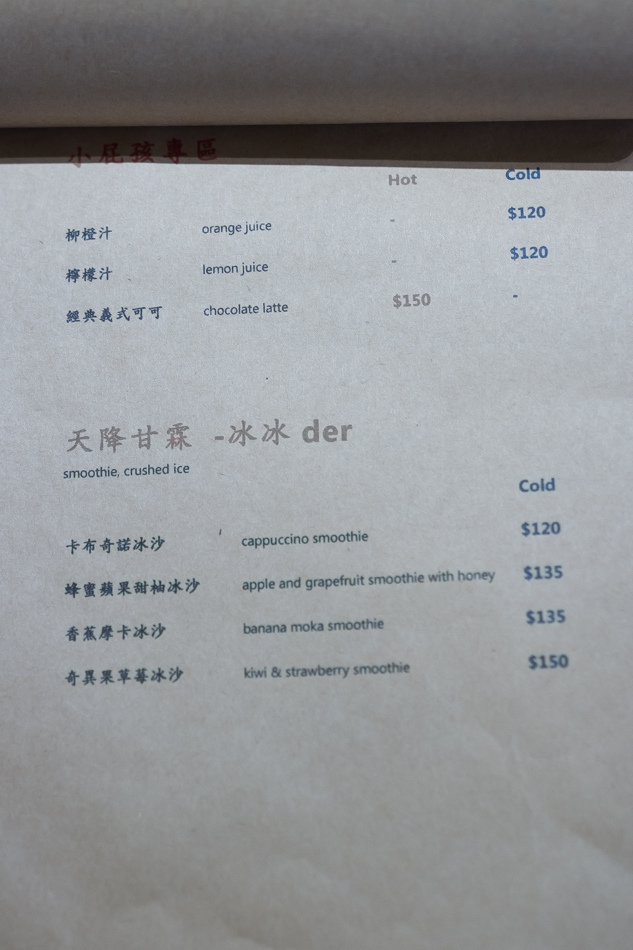 小屁孩專區
Hot Cold
柳橙汁 orange juice - $120
檸檬汁 lemon juice - $120
經典義式可可 chocolate latte $150 -
天降甘霖 -冰冰 der
smoothie, crushed ice
Cold
卡布奇諾冰沙 cappuccino smoothie $120
蜂蜜蘋果甜柚冰沙 apple and grapefruit smoothie with honey $135
香蕉摩卡冰沙 banana moka smoothie $135
奇異果草莓冰沙 kiwi & strawberry smoothie $150